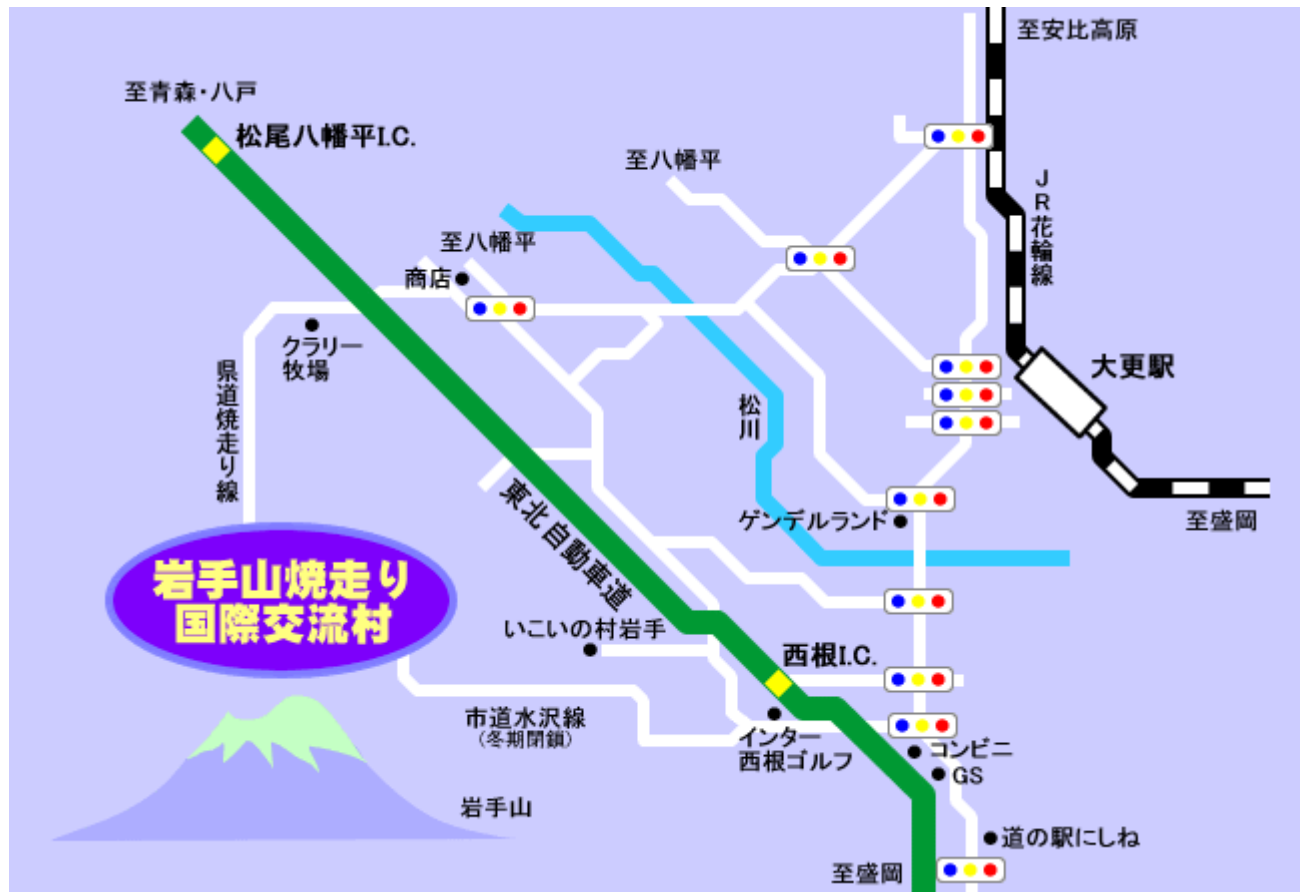 至安比高原
至青森・八戸
松尾八幡平I.C.
至八幡平
JR花輪線
至八幡平
商店
クラリー
牧場
県道焼走り線
大更駅
松川
東北自動車道
ゲンデルランド
至盛岡
岩手山焼走り
国際交流村
いこいの村岩手
西根I.C.
市道水沢線
(冬期閉鎖)
インター
西根ゴルフ
コンビニ
GS
岩手山
道の駅にしね
至盛岡